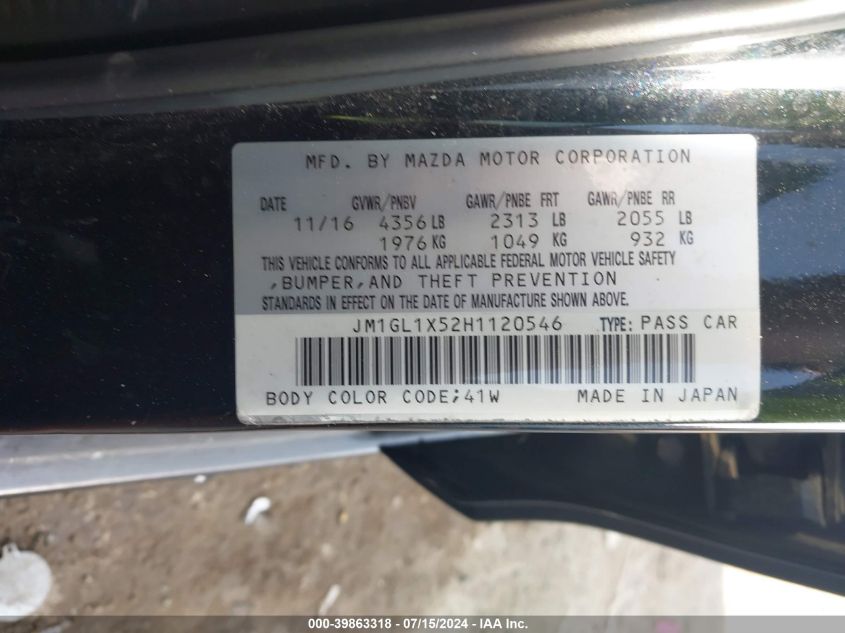 MFD. BY MAZDA MOTOR CORPORATION
DATE GVWR/PNBV GAWR/PNBE FRT GAWR/PNBE RR
11/16 4356 LB 2313 LB 2055 LB
1976 KG 1049 KG 932 KG
THIS VEHICLE CONFORMS TO ALL APPLICABLE FEDERAL MOTOR VEHICLE SAFETY
,BUMPER,AND THEFT PREVENTION
STANDARDS IN EFFECT ON THE DATE OF MANUFACTURE SHOWN ABOVE.
JM1GL1X52H1120546 TYPE: PASS CAR
BODY COLOR CODE;41W MADE IN JAPAN
000-39863318 - 07/15/2024 - IAA Inc.